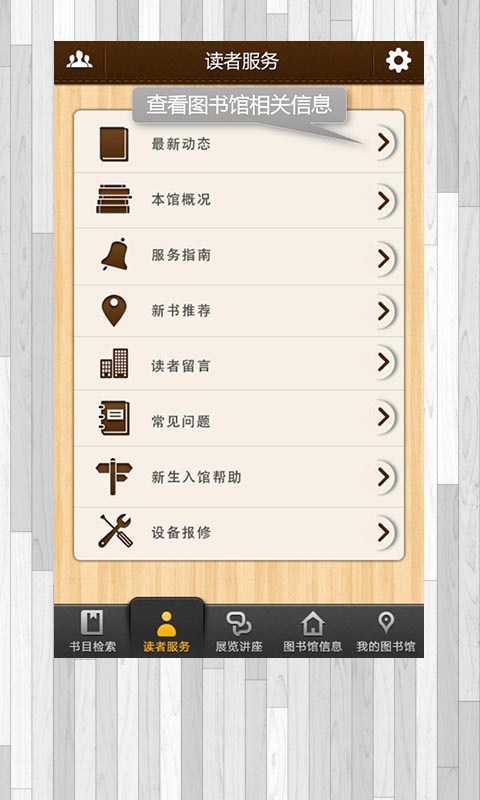 读者服务
查看图书馆相关信息
最新动态
本馆概况
服务指南
新书推荐
读者留言
常见问题
新生入馆帮助
设备报修
书目检索 读者服务 展览讲座 图书馆信息 我的图书馆